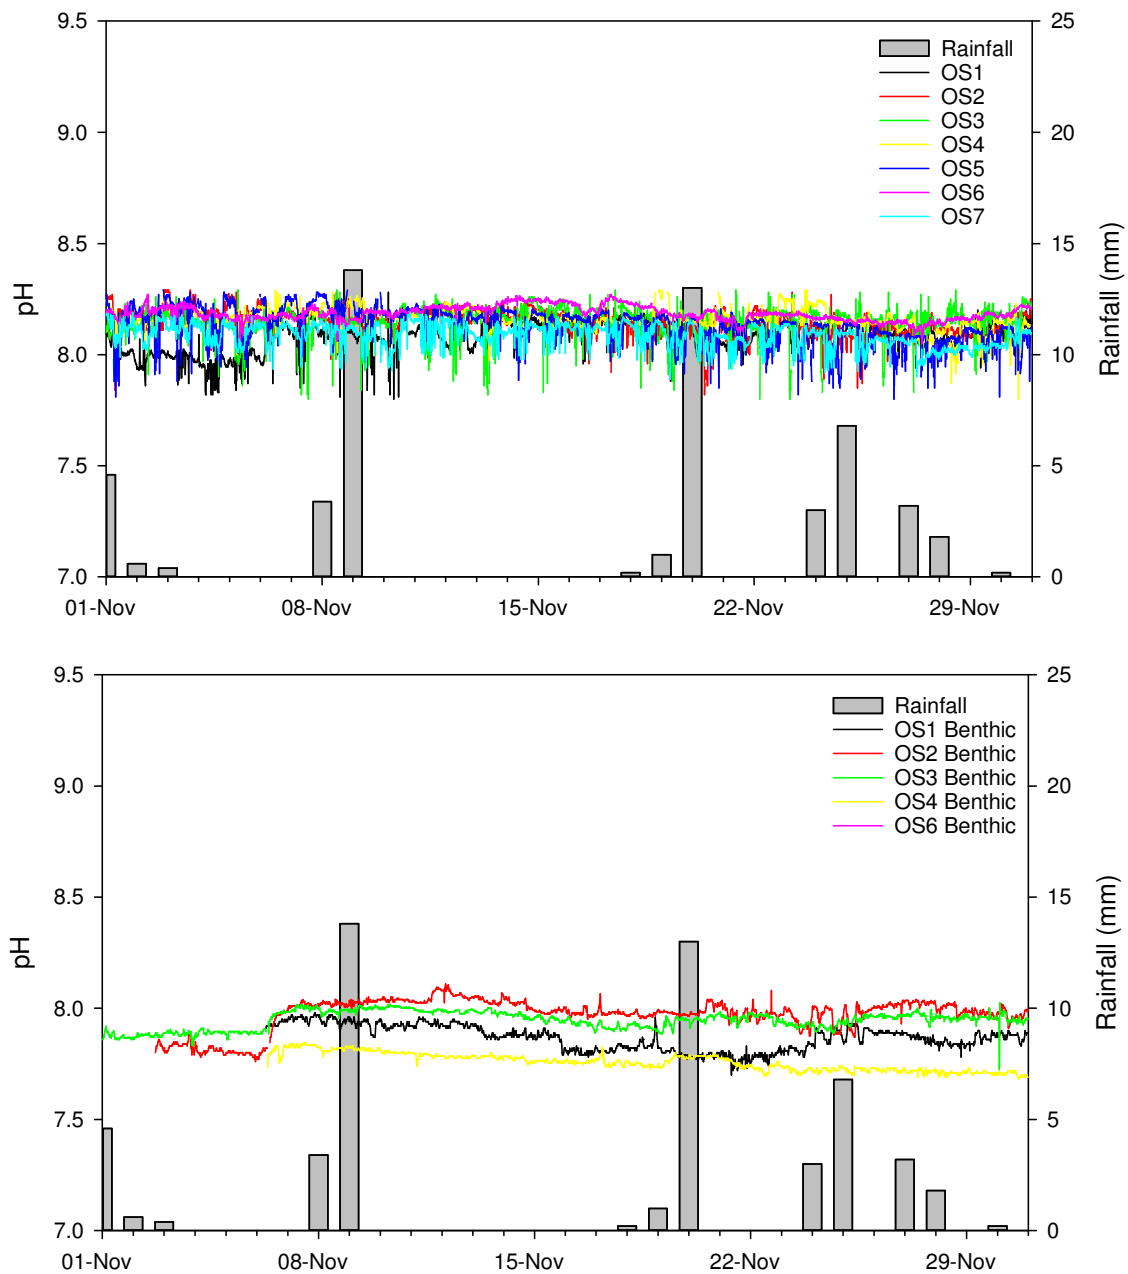 9.5
9.0
8.5
8.0
7.5
7.0
pH
25
20
15
10
5
0
Rainfall (mm)
Rainfall
OS1
OS2
OS3
OS4
OS5
OS6
OS7
01-Nov 08-Nov 15-Nov 22-Nov 29-Nov
9.5
9.0
8.5
8.0
7.5
7.0
pH
25
20
15
10
5
0
Rainfall (mm)
Rainfall
OS1 Benthic
OS2 Benthic
OS3 Benthic
OS4 Benthic
OS6 Benthic
01-Nov 08-Nov 15-Nov 22-Nov 29-Nov